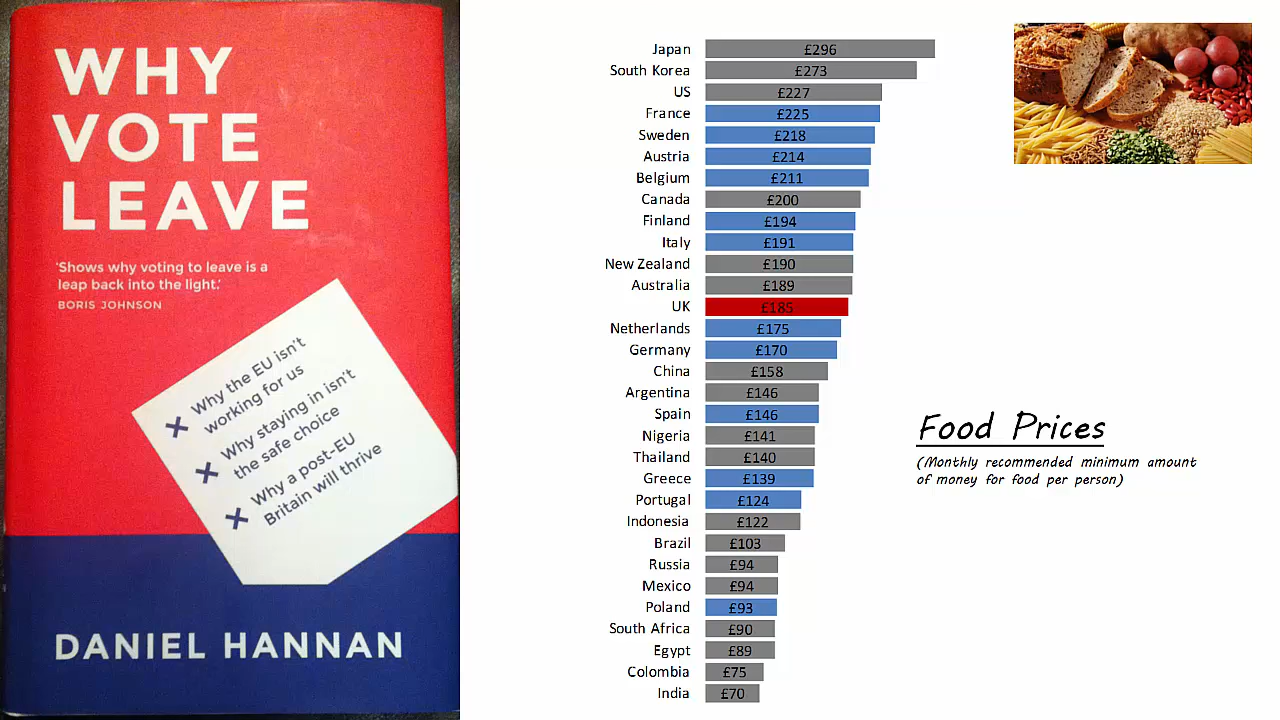 WHY
VOTE
LEAVE
'Shows why voting to leave is a
leap back into the light.'
BORIS JOHNSON
Why the EU isn't
working for us
Why staying in isn't
the safe choice
Why a post-EU
Britain will thrive
DANIEL HANNAN
Japan £296
South Korea £273
US £227
France £225
Sweden £218
Austria £214
Belgium £211
Canada £200
Finland £194
Italy £191
New Zealand £190
Australia £189
UK £185
Netherlands £175
Germany £170
China £158
Argentina £146
Spain £146
Nigeria £141
Thailand £140
Greece £139
Portugal £124
Indonesia £122
Brazil £103
Russia £94
Mexico £94
Poland £93
South Africa £90
Egypt £89
Colombia £75
India £70
Food Prices
(Monthly recommended minimum amount
of money for food per person)